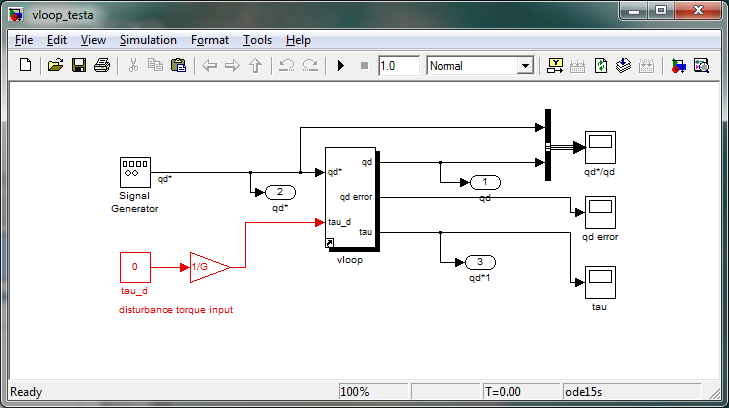 vloop_testa
File Edit View Simulation Format Tools Help
1.0 Normal
Signal
Generator
qd*
2
qd*
qd*
tau_d
qd
qd error
tau
vloop
1
qd
3
qd*1
qd*/qd
qd error
tau
0
tau_d
1/G
disturbance torque input
Ready 100% T=0.00 ode15s